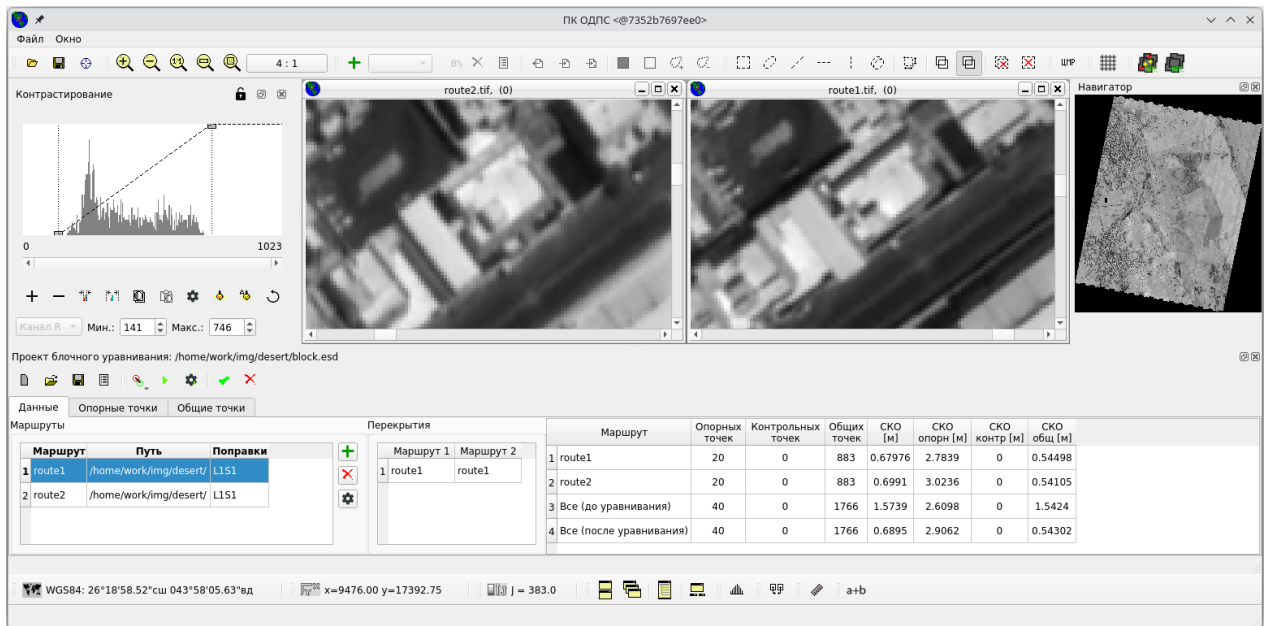 ПК ОДПС <@7352b7697ee0>
Файл Окно
4 : 1
0%
ЦМР
Контрастирование
route2.tif, (0)
route1.tif, (0)
Навигатор
0 1023
Канал R Мин.: 141 Макс.: 746
Проект блочного уравнивания: /home/work/img/desert/block.esd
Данные Опорные точки Общие точки
Маршруты
Маршрут Путь Поправки
1 route1 /home/work/img/desert/ L1S1
2 route2 /home/work/img/desert/ L1S1
Перекрытия
Маршрут 1 Маршрут 2
1 route1 route1
Маршрут Опорных точек Контрольных точек Общих точек СКО [м] СКО опорн [м] СКО контр [м] СКО общ [м]
1 route1 20 0 883 0.67976 2.7839 0 0.54498
2 route2 20 0 883 0.6991 3.0236 0 0.54105
3 Все (до уравнивания) 40 0 1766 1.5739 2.6098 0 1.5424
4 Все (после уравнивания) 40 0 1766 0.6895 2.9062 0 0.54302
WGS84: 26°18'58.52"сш 043°58'05.63"вд x=9476.00 y=17392.75 J = 383.0 a+b